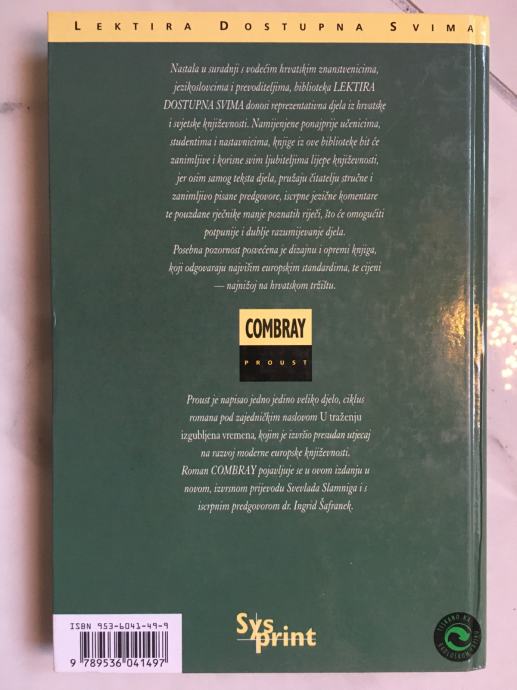 LEKTIRA DOSTUPNA SVIMA
Nastala u suradnji s vodećim hrvatskim znanstvenicima,
jezikoslovcima i prevoditeljima, biblioteka LEKTIRA
DOSTUPNA SVIMA donosi reprezentativna djela iz hrvatske
i svjetske književnosti. Namijenjene ponajprije učenicima,
studentima i nastavnicima, knjige iz ove biblioteke bit će
zanimljive i korisne svim ljubiteljima lijepe književnosti,
jer osim samog teksta djela, pružaju čitatelju stručne i
zanimljivo pisane predgovore, iscrpne jezične komentare
te pouzdane rječnike manje poznatih riječi, što će omogućiti
potpunije i dublje razumijevanje djela.
Posebna pozornost posvećena je dizajnu i opremi knjiga,
koji odgovaraju najvišim europskim standardima, te cijeni
— najnižoj na hrvatskom tržištu.
COMBRAY
PROUST
Proust je napisao jedno jedino veliko djelo, ciklus
romana pod zajedničkim naslovom U traženju
izgubljena vremena, kojim je izvršio presudan utjecaj
na razvoj moderne europske književnosti.
Roman COMBRAY pojavljuje se u ovom izdanju u
novom, izvrsnom prijevodu Svevlada Slamniga i s
iscrpnim predgovorom dr. Ingrid Šafranek.
ISBN 953-6041-49-9
9 789536 041497
Sys
print
TISKANO NA